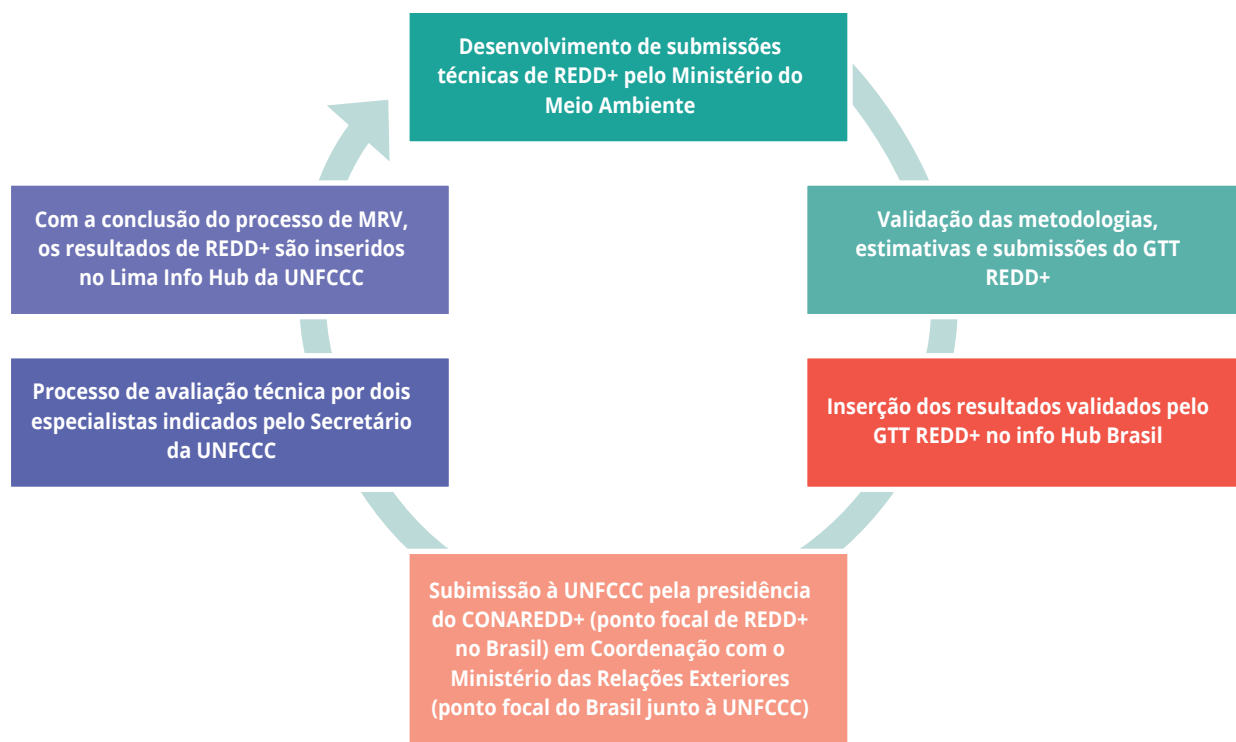 Desenvolvimento de submissões
técnicas de REDD+ pelo Ministério do
Meio Ambiente
Validação das metodologias,
estimativas e submissões do GTT
REDD+
Inserção dos resultados validados pelo
GTT REDD+ no info Hub Brasil
Subimissão à UNFCCC pela presidência
do CONAREDD+ (ponto focal de REDD+
no Brasil) em Coordenação com o
Ministério das Relações Exteriores
(ponto focal do Brasil junto à UNFCCC)
Processo de avaliação técnica por dois
especialistas indicados pelo Secretário
da UNFCCC
Com a conclusão do processo de MRV,
os resultados de REDD+ são inseridos
no Lima Info Hub da UNFCCC